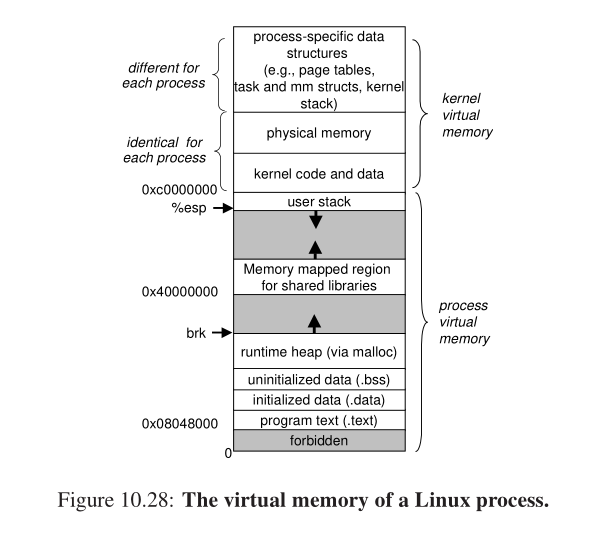 process-specific data
structures
(e.g., page tables,
task and mm structs, kernel
stack)
different for
each process
kernel
virtual
memory
physical memory
identical for
each process
kernel code and data
0xc0000000
user stack
%esp
Memory mapped region
for shared libraries
0x40000000
process
virtual
memory
brk
runtime heap (via malloc)
uninitialized data (.bss)
initialized data (.data)
program text (.text)
0x08048000
forbidden
0
Figure 10.28: The virtual memory of a Linux process.